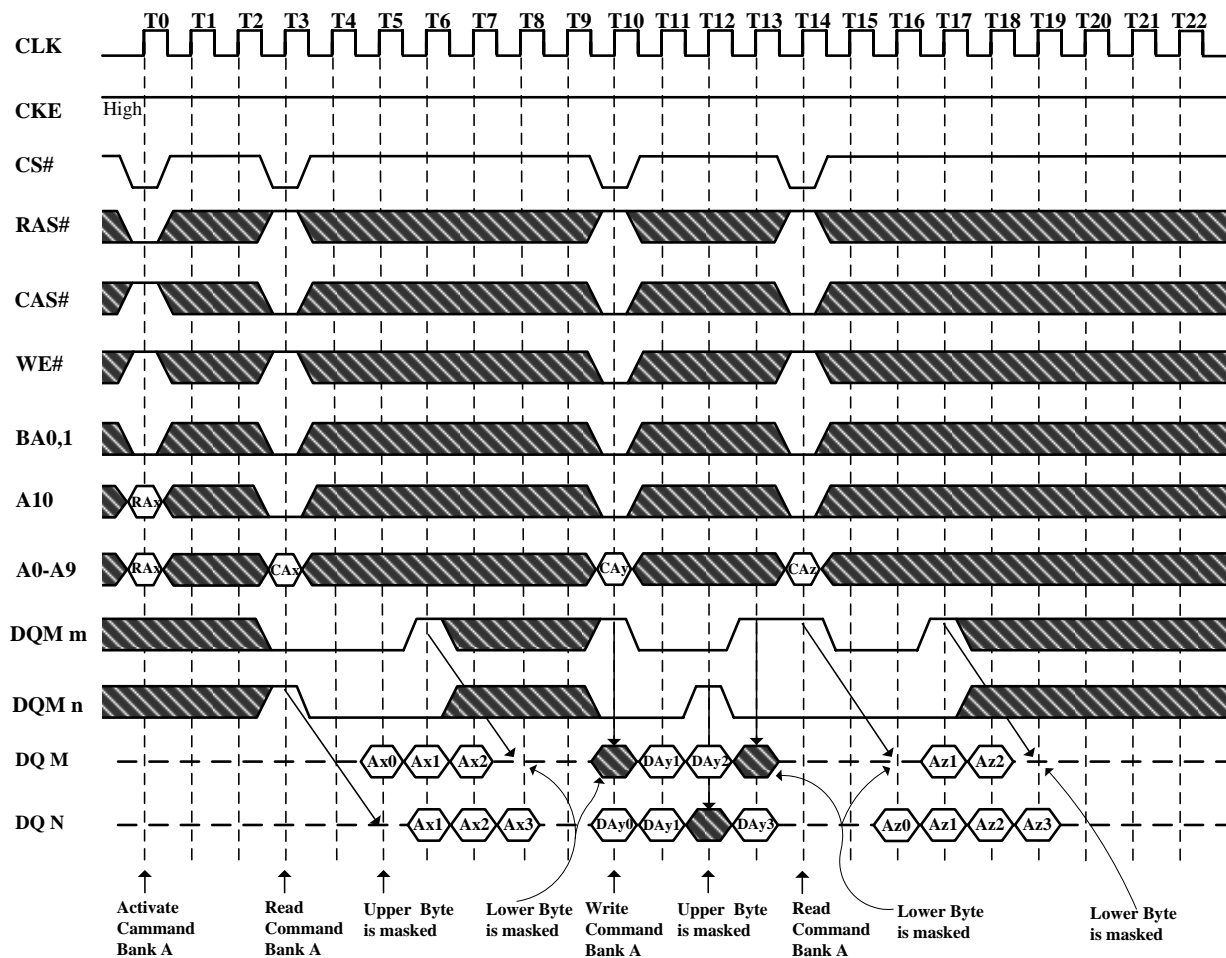 T0 T1 T2 T3 T4 T5 T6 T7 T8 T9 T10 T11 T12 T13 T14 T15 T16 T17 T18 T19 T20 T21 T22
CLK
CKE High
CS#
RAS#
CAS#
WE#
BA0,1
A10 RAx
A0-A9 RAx CAx CAy CAz
DQM m
DQM n
DQ M Ax0 Ax1 Ax2 DAy1 DAy2 Az1 Az2
DQ N Ax1 Ax2 Ax3 DAy0 DAy1 DAy3 Az0 Az1 Az2 Az3
Activate
Cammand
Bank A
Read
Command
Bank A
Upper Byte
is masked
Lower Byte
is masked
Write
Command
Bank A
Upper Byte
is masked
Read
Command
Bank A
Lower Byte
is masked
Lower Byte
is masked